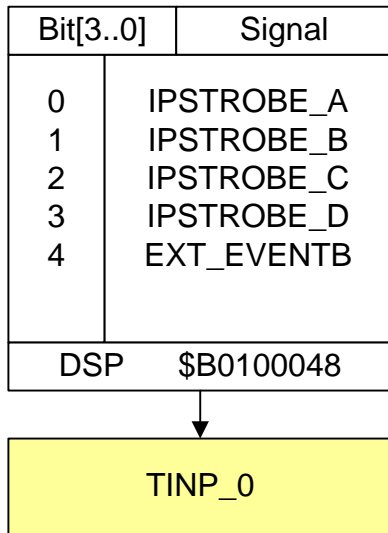 Bit[3..0] Signal
0 IPSTROBE_A
1 IPSTROBE_B
2 IPSTROBE_C
3 IPSTROBE_D
4 EXT_EVENTB
DSP $B0100048
TINP_0